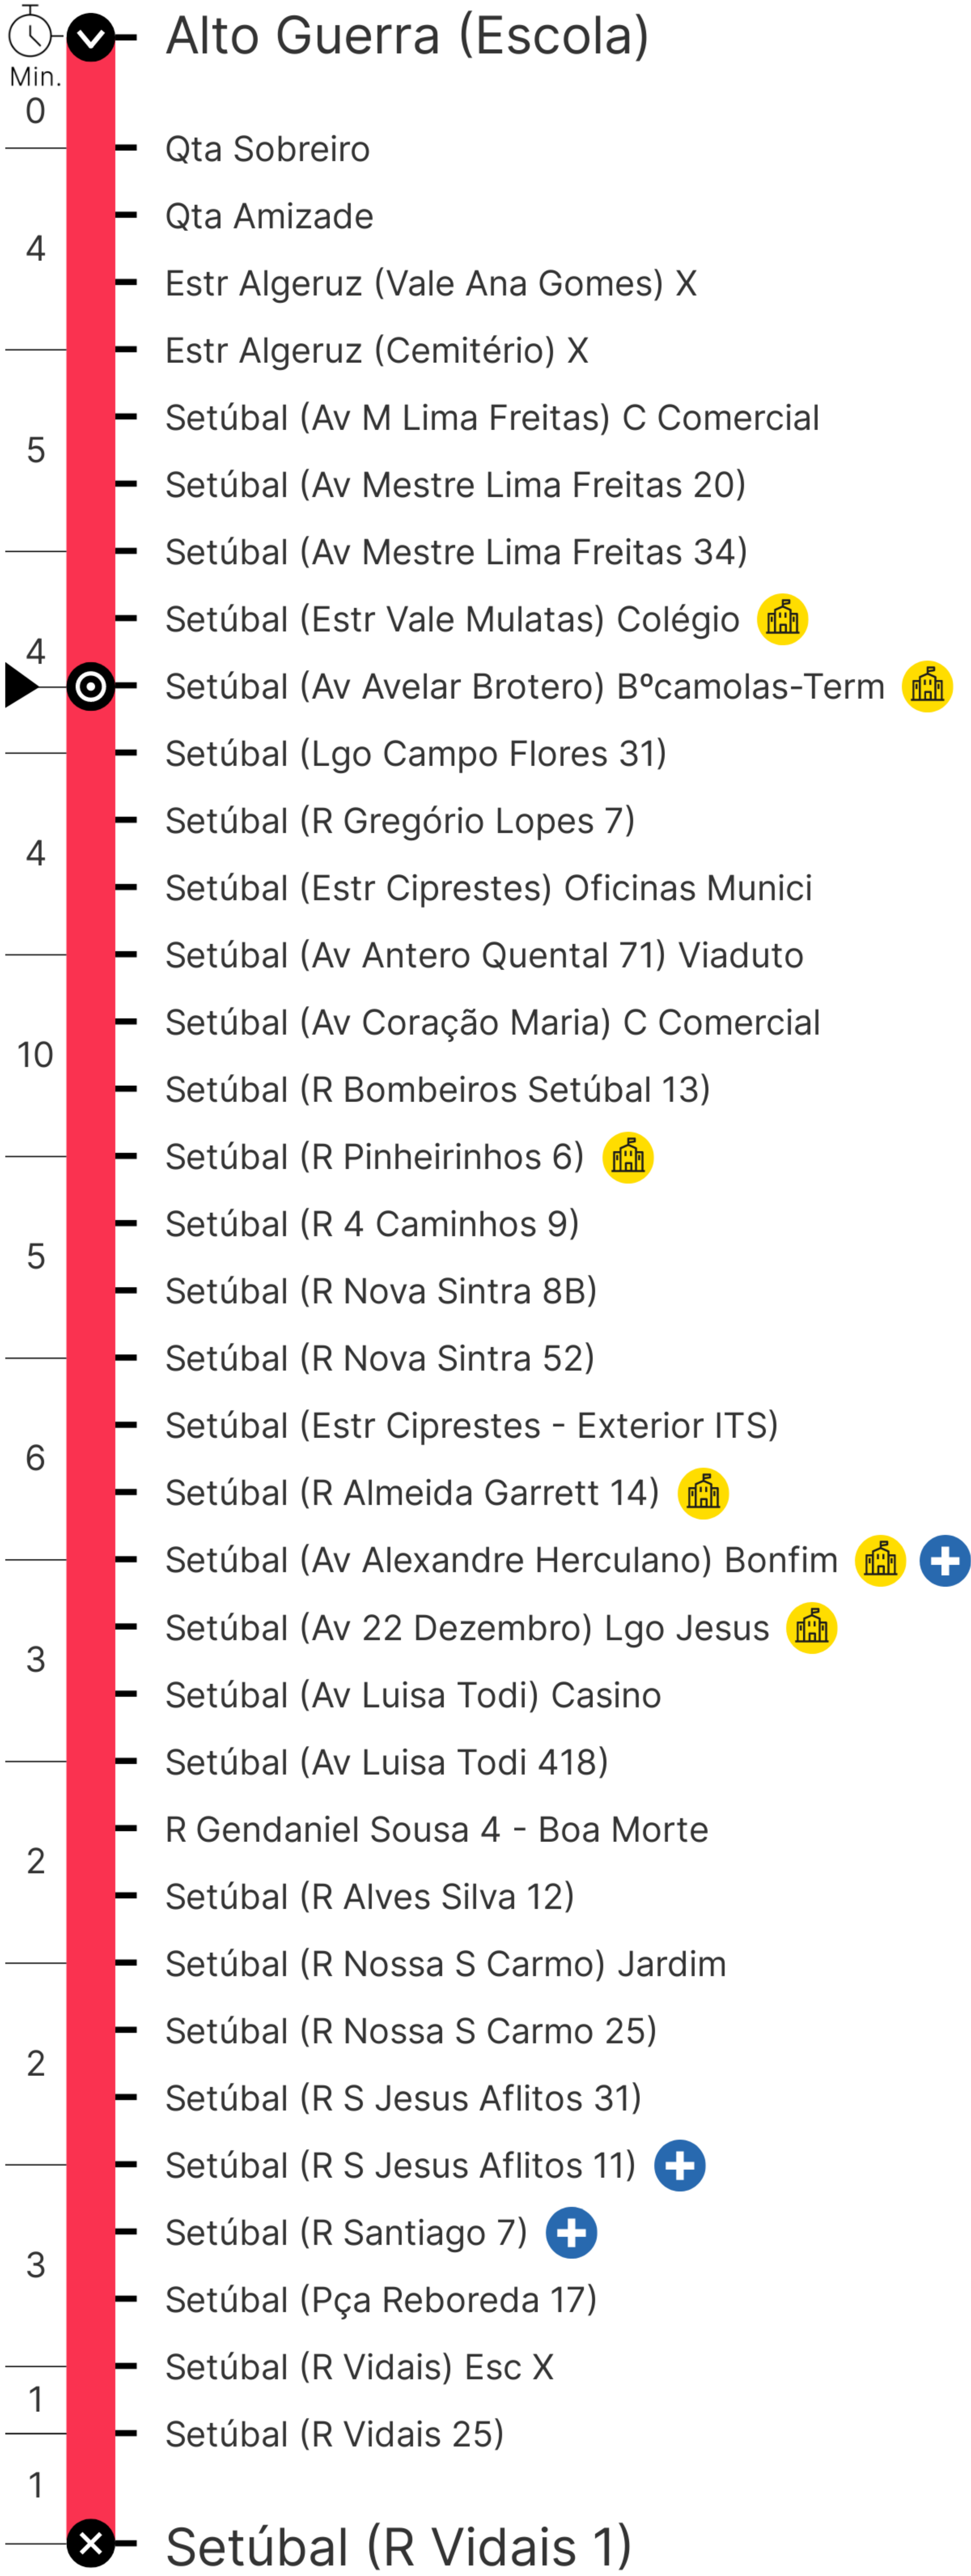 Alto Guerra (Escola)
Min.
0
Qta Sobreiro
Qta Amizade
4
Estr Algeruz (Vale Ana Gomes) X
Estr Algeruz (Cemitério) X
Setúbal (Av M Lima Freitas) C Comercial
5
Setúbal (Av Mestre Lima Freitas 20)
Setúbal (Av Mestre Lima Freitas 34)
Setúbal (Estr Vale Mulatas) Colégio
4
Setúbal (Av Avelar Brotero) Bºcamolas-Term
Setúbal (Lgo Campo Flores 31)
Setúbal (R Gregório Lopes 7)
4
Setúbal (Estr Ciprestes) Oficinas Munici
Setúbal (Av Antero Quental 71) Viaduto
Setúbal (Av Coração Maria) C Comercial
10
Setúbal (R Bombeiros Setúbal 13)
Setúbal (R Pinheirinhos 6)
Setúbal (R 4 Caminhos 9)
5
Setúbal (R Nova Sintra 8B)
Setúbal (R Nova Sintra 52)
Setúbal (Estr Ciprestes - Exterior ITS)
6
Setúbal (R Almeida Garrett 14)
Setúbal (Av Alexandre Herculano) Bonfim
Setúbal (Av 22 Dezembro) Lgo Jesus
3
Setúbal (Av Luisa Todi) Casino
Setúbal (Av Luisa Todi 418)
R Gendaniel Sousa 4 - Boa Morte
2
Setúbal (R Alves Silva 12)
Setúbal (R Nossa S Carmo) Jardim
Setúbal (R Nossa S Carmo 25)
2
Setúbal (R S Jesus Aflitos 31)
Setúbal (R S Jesus Aflitos 11)
Setúbal (R Santiago 7)
3
Setúbal (Pça Reboreda 17)
Setúbal (R Vidais) Esc X
1
Setúbal (R Vidais 25)
1
Setúbal (R Vidais 1)